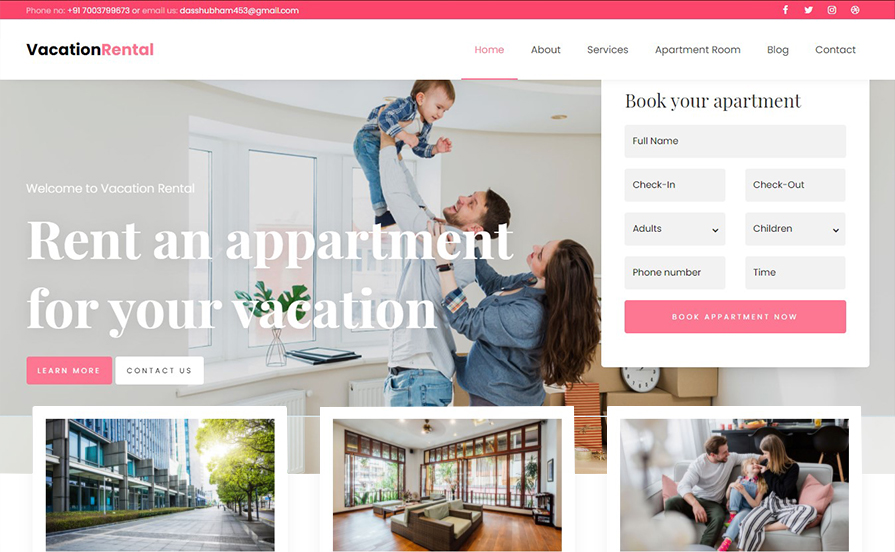 Phone no: +91 7003799673 or email us: dasshubham453@gmail.com
VacationRental
Home About Services Apartment Room Blog Contact
Book your apartment
Full Name
Check-In Check-Out
Adults Children
Phone number Time
BOOK APPARTMENT NOW
Welcome to Vacation Rental
Rent an appartment
for your vacation
LEARN MORE CONTACT US